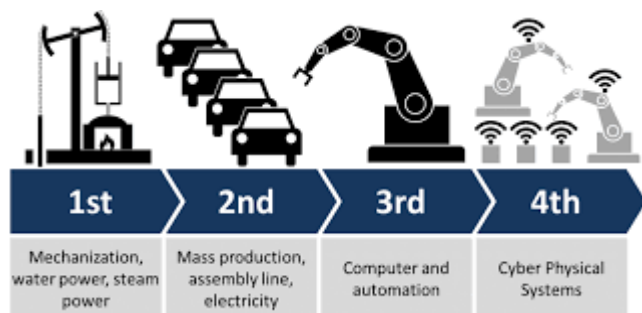 1st
2nd
3rd
4th
Mechanization,
water power, steam
power
Mass production,
assembly line,
electricity
Computer and
automation
Cyber Physical
Systems